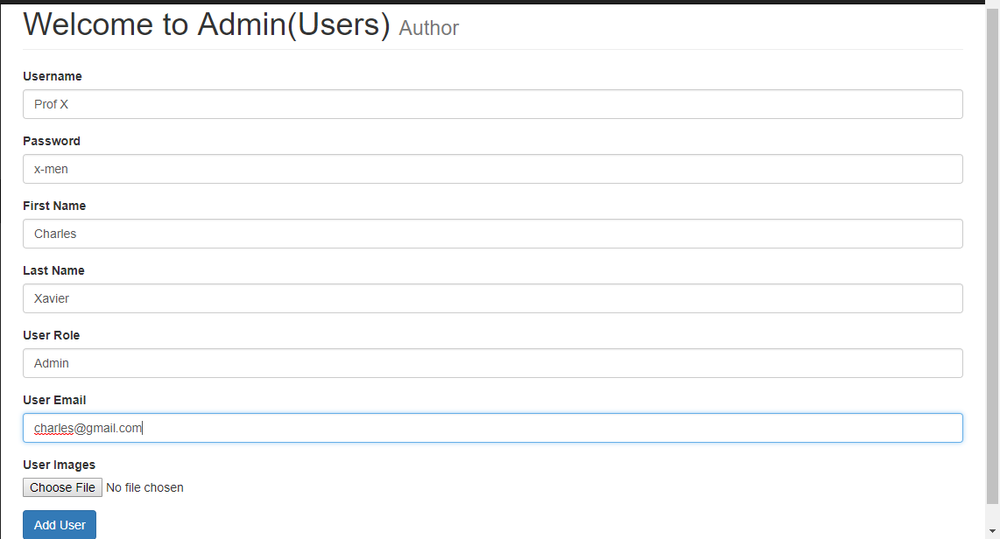 Welcome to Admin(Users) Author
Username
Prof X
Password
x-men
First Name
Charles
Last Name
Xavier
User Role
Admin
User Email
charles@gmail.com
User Images
Choose File No file chosen
Add User